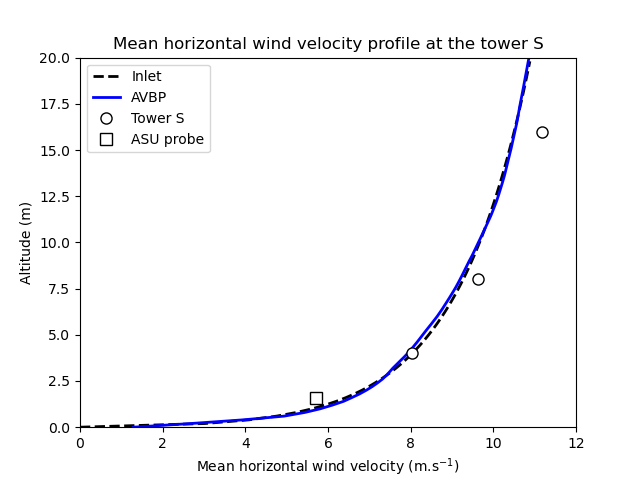 Mean horizontal wind velocity profile at the tower S
20.0
17.5
15.0
12.5
10.0
7.5
5.0
2.5
0.0
Altitude (m)
Inlet
AVBP
Tower S
ASU probe
0 2 4 6 8 10 12
Mean horizontal wind velocity (m.s⁻¹)